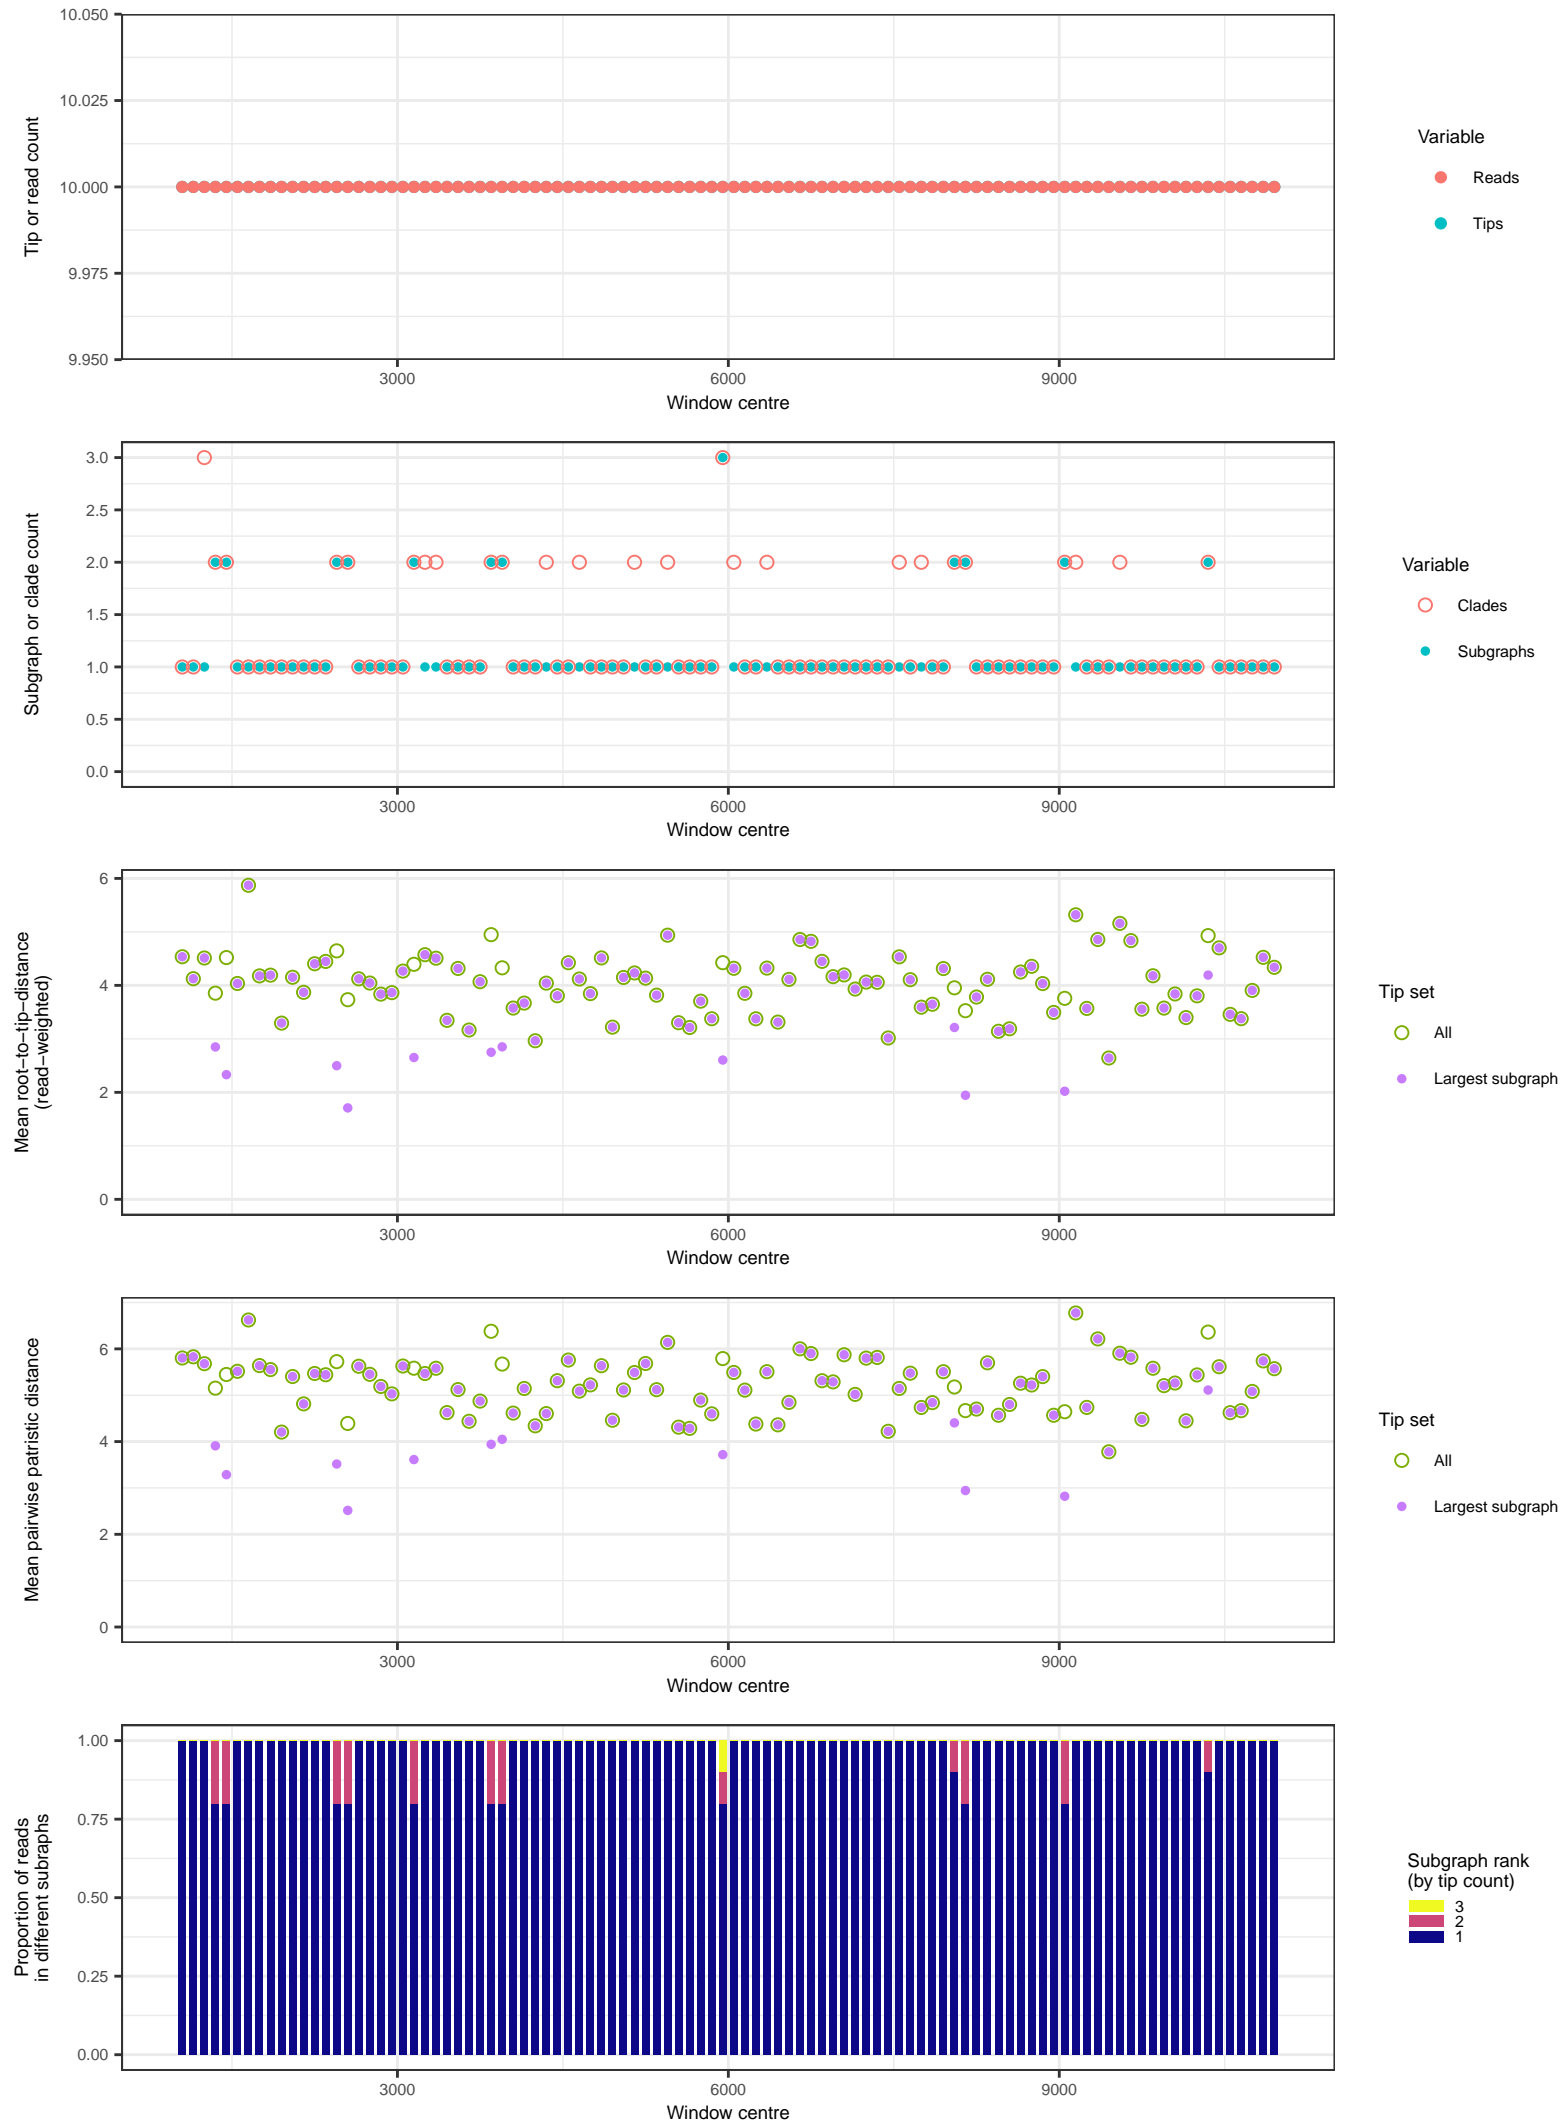 10.050
10.025
10.000
9.975
9.950
Tip or read count
3000
6000
9000
Window centre
Variable
Reads
Tips
3.0
2.5
2.0
1.5
1.0
0.5
0.0
Subgraph or clade count
3000
6000
9000
Window centre
Variable
Clades
Subgraphs
6
4
2
0
Mean root−to−tip−distance
(read−weighted)
3000
6000
9000
Window centre
Tip set
All
Largest subgraph
6
4
2
0
Mean pairwise patristic distance
3000
6000
9000
Window centre
Tip set
All
Largest subgraph
1.00
0.75
0.50
0.25
0.00
Proportion of reads
in different subraphs
3000
6000
9000
Window centre
Subgraph rank
(by tip count)
3
2
1